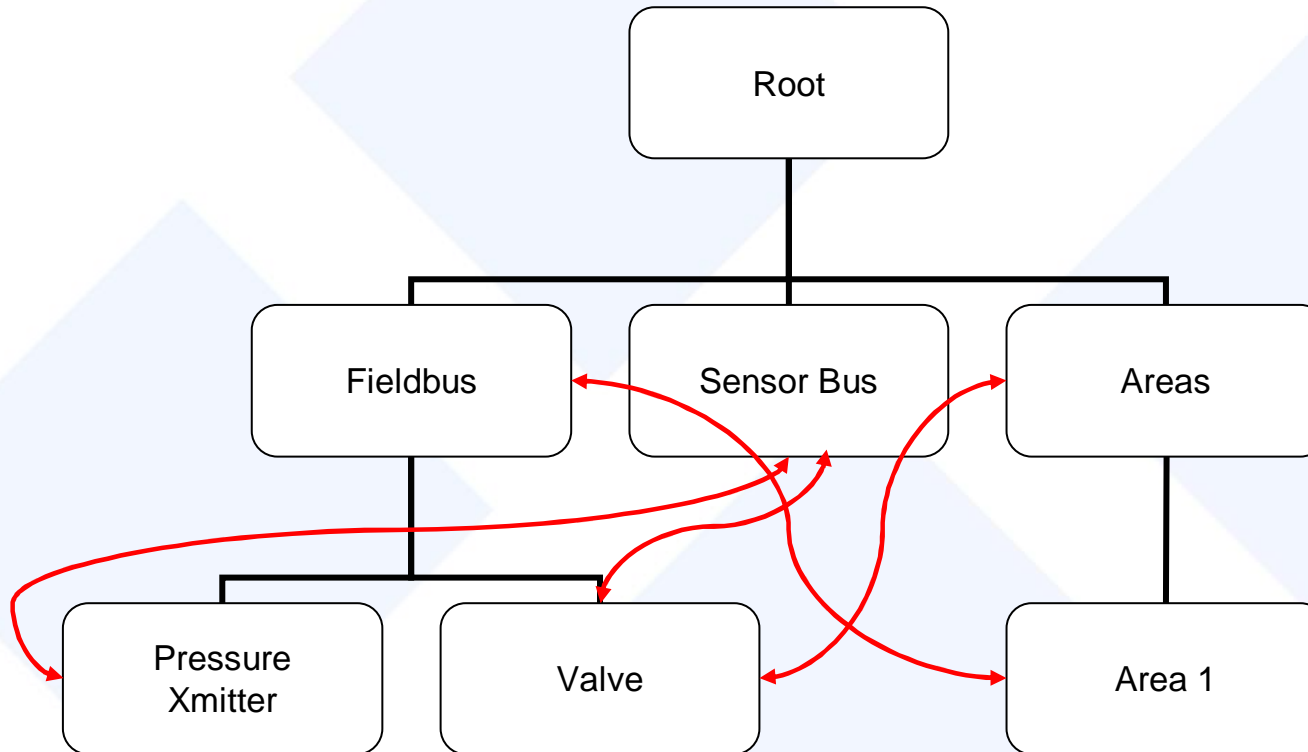 Root
Fieldbus
Sensor Bus
Areas
Pressure
Xmitter
Valve
Area 1